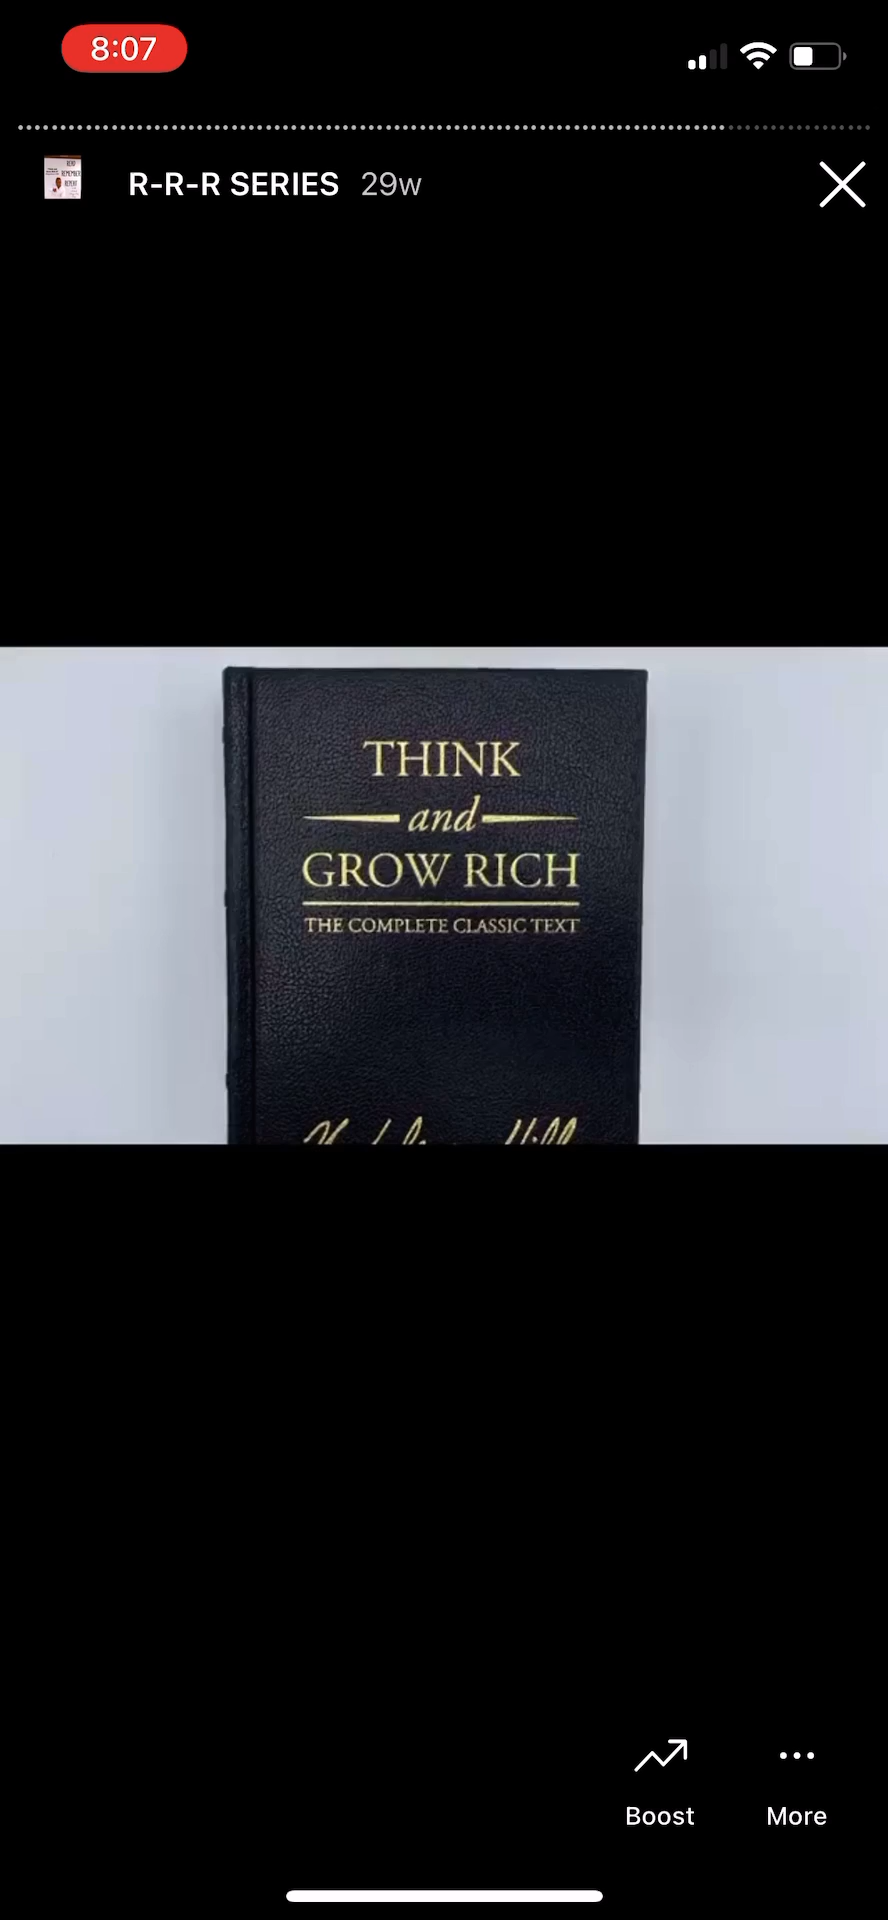 8:07
R-R-R SERIES 29w
THINK
and
GROW RICH
THE COMPLETE CLASSIC TEXT
Boost
More